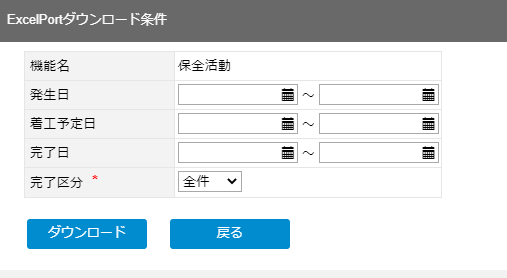 ExcelPortダウンロード条件
機能名 保全活動
発生日 ～
着工予定日 ～
完了日 ～
完了区分 * 全件
ダウンロード 戻る